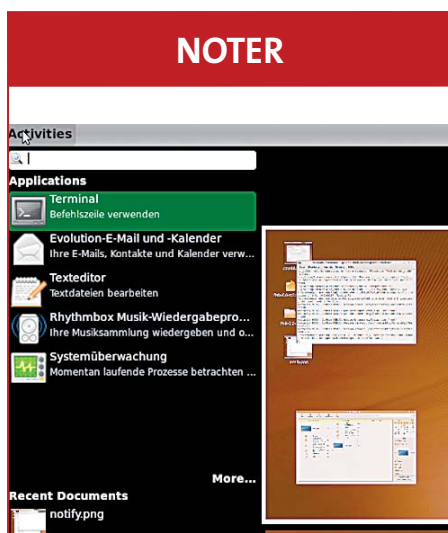 NOTER
Activities
Applications
Terminal
Befehlszeile verwenden
Evolution-E-Mail und -Kalender
Ihre E-Mails, Kontakte und Kalender verw...
Texteditor
Textdateien bearbeiten
Rhythmbox Musik-Wiedergabepro...
Ihre Musiksammlung wiedergeben und o...
Systemüberwachung
Momentan laufende Prozesse betrachten ...
More...
Recent Documents
notify.png